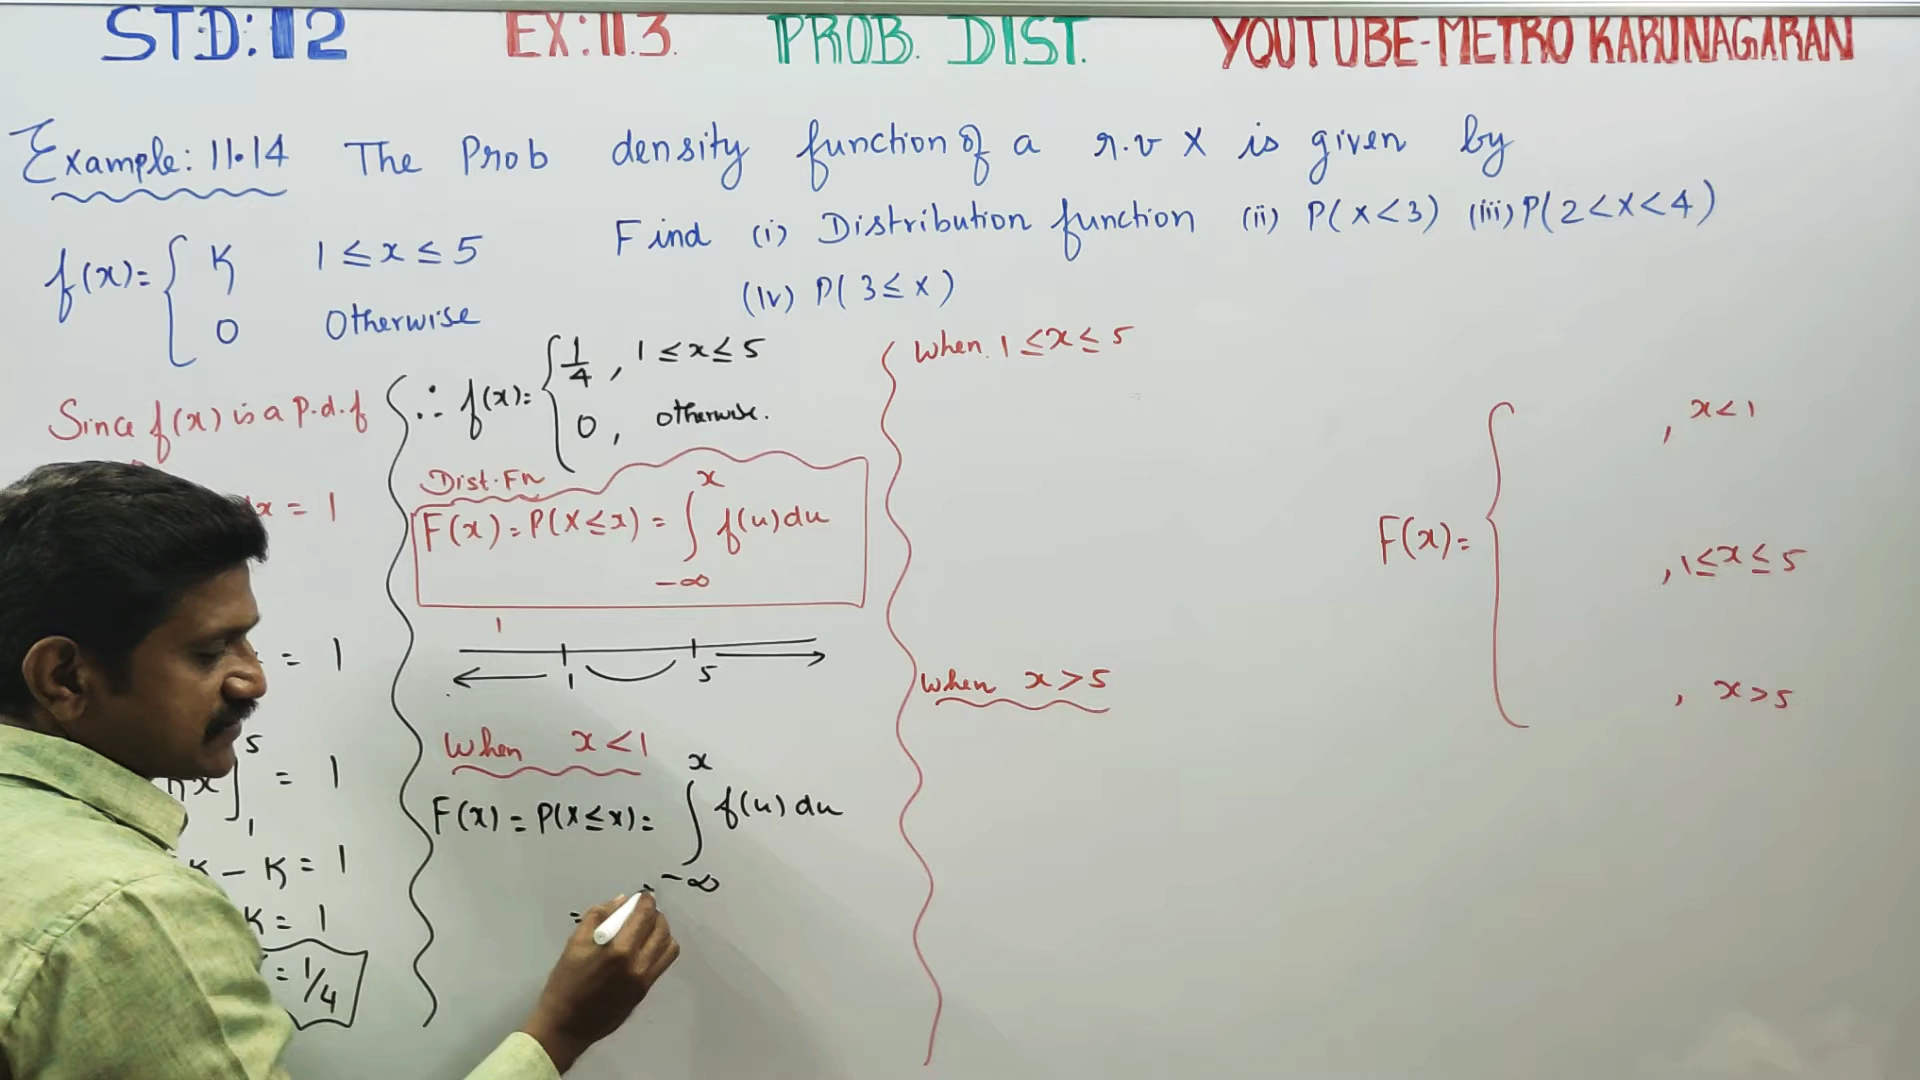 STD:12 EX:11.3. PROB. DIST. YOUTUBE-METRO KARUNAGARAN
Example: 11.14 The Prob density function of a r.v X is given by
f(x)= { K 1 ≤ x ≤ 5
0 Otherwise
Find (i) Distribution function (ii) P(X<3) (iii) P(2<X<4)
(iv) P(3≤X)
Since f(x) is a p.d.f
dx = 1
= 1
]₁⁵ = 1
K - K = 1
K = 1
= 1/4
∴ f(x)= { 1/4 , 1 ≤ x ≤ 5
0 , otherwise.
Dist. Fn
F(x) = P(X≤x) = ∫_{-∞}^{x} f(u)du
1
1 5
When x<1
F(x) = P(X≤x) = ∫_{-∞}^{x} f(u) du
=
When 1 ≤ x ≤ 5
When x > 5
F(x)= { , x<1
, 1≤x≤5
, x>5